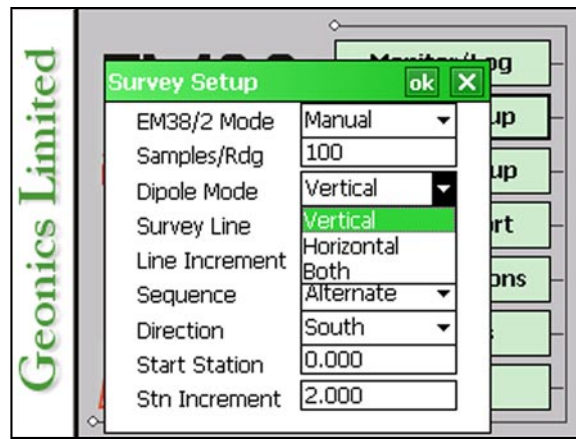 Geonics Limited
Survey Setup ok X
EM38/2 Mode Manual
Samples/Rdg 100
Dipole Mode Vertical
Survey Line Vertical
Line Increment Horizontal
Both
Sequence Alternate
Direction South
Start Station 0.000
Stn Increment 2.000